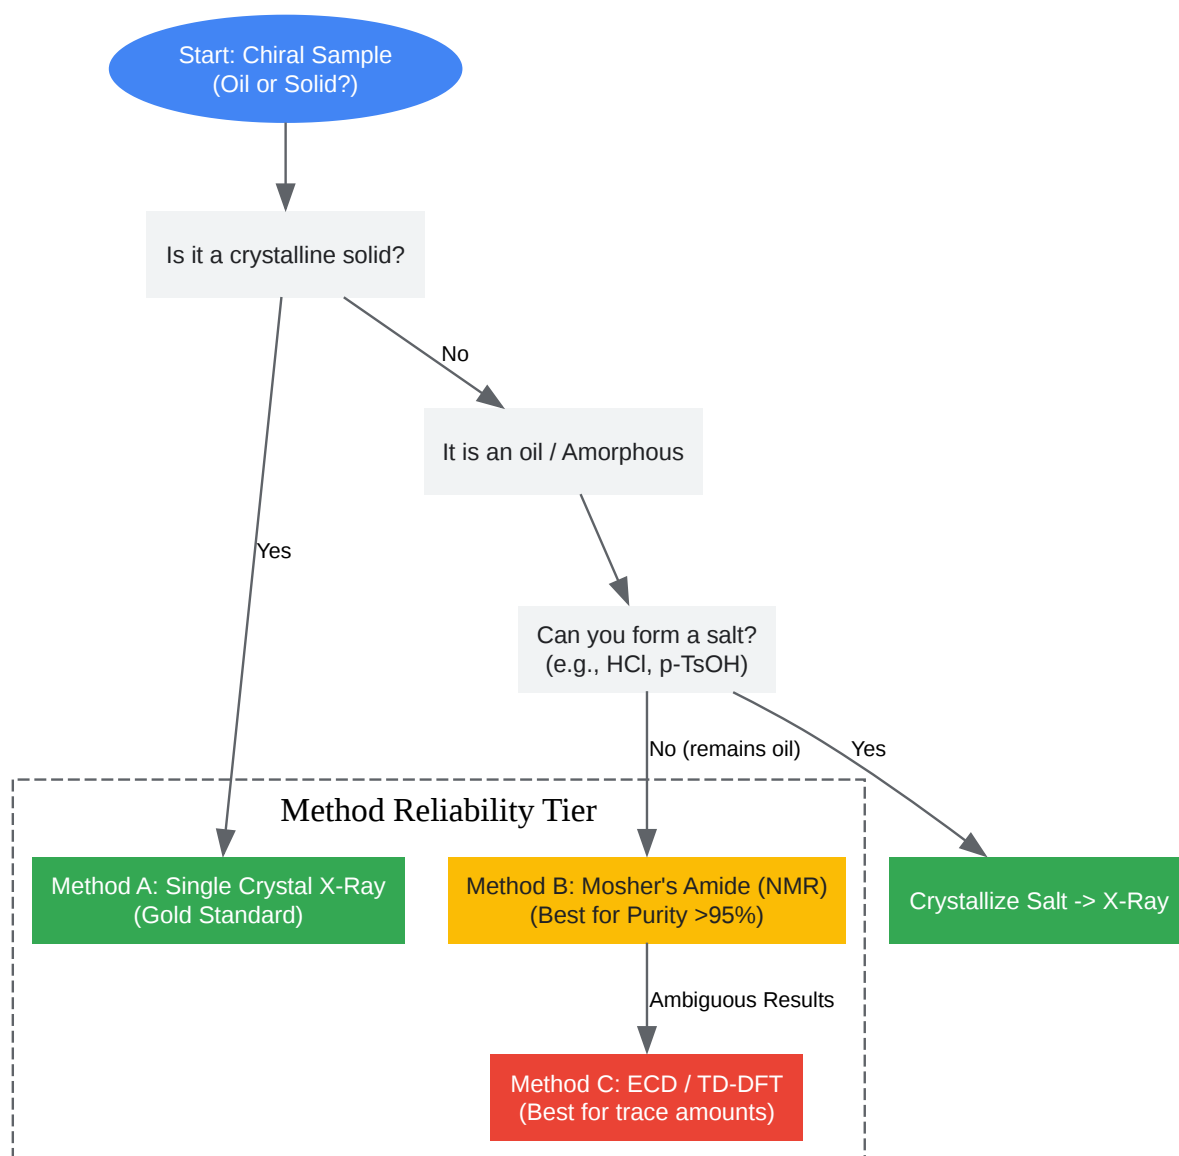 Start: Chiral Sample
(Oil or Solid?)
Is it a crystalline solid?
No
It is an oil / Amorphous
Yes
Can you form a salt?
(e.g., HCl, p-TsOH)
No (remains oil)
Yes
Method Reliability Tier
Method A: Single Crystal X-Ray
(Gold Standard)
Method B: Mosher's Amide (NMR)
(Best for Purity >95%)
Crystallize Salt -> X-Ray
Ambiguous Results
Method C: ECD / TD-DFT
(Best for trace amounts)